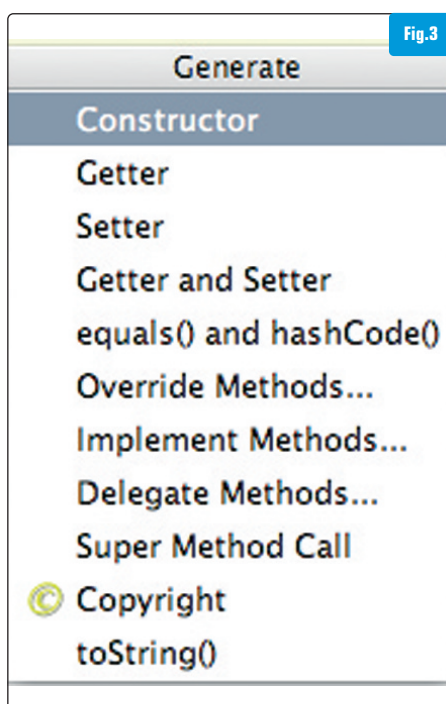 Fig.3
Generate
Constructor
Getter
Setter
Getter and Setter
equals() and hashCode()
Override Methods...
Implement Methods...
Delegate Methods...
Super Method Call
© Copyright
toString()